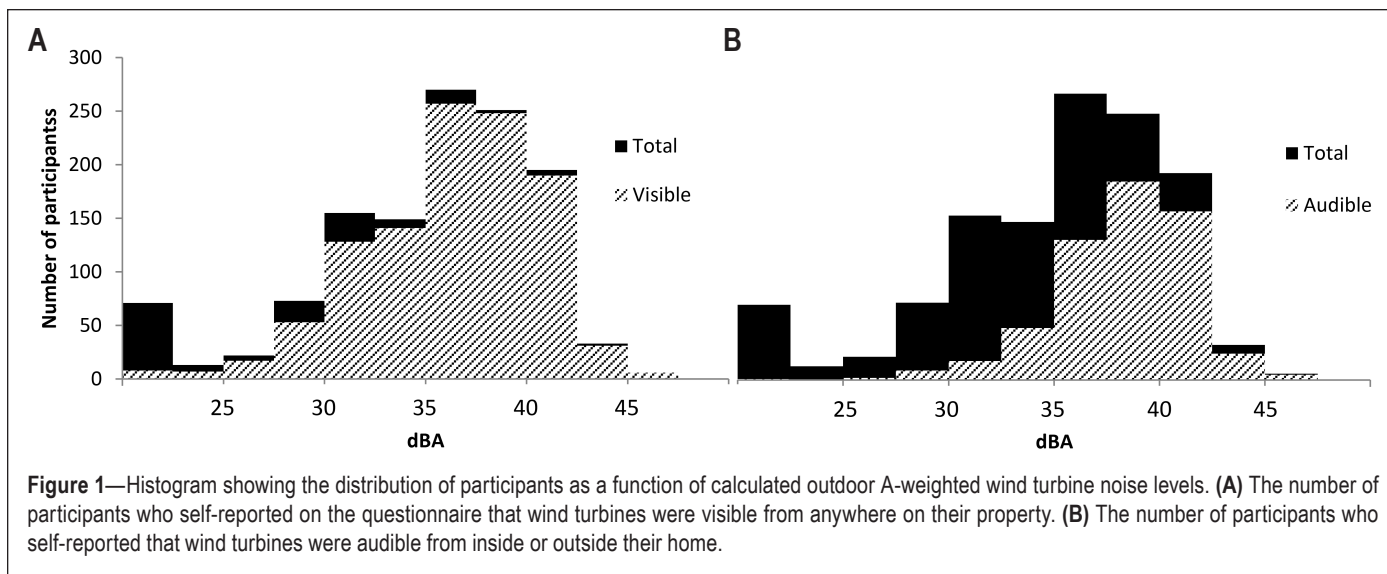 A
B
300
250
200
150
100
50
0
Number of participantss
Total
Visible
25 30 35 40 45
dBA
Total
Audible
25 30 35 40 45
dBA
Figure 1—Histogram showing the distribution of participants as a function of calculated outdoor A-weighted wind turbine noise levels. (A) The number of
participants who self-reported on the questionnaire that wind turbines were visible from anywhere on their property. (B) The number of participants who
self-reported that wind turbines were audible from inside or outside their home.